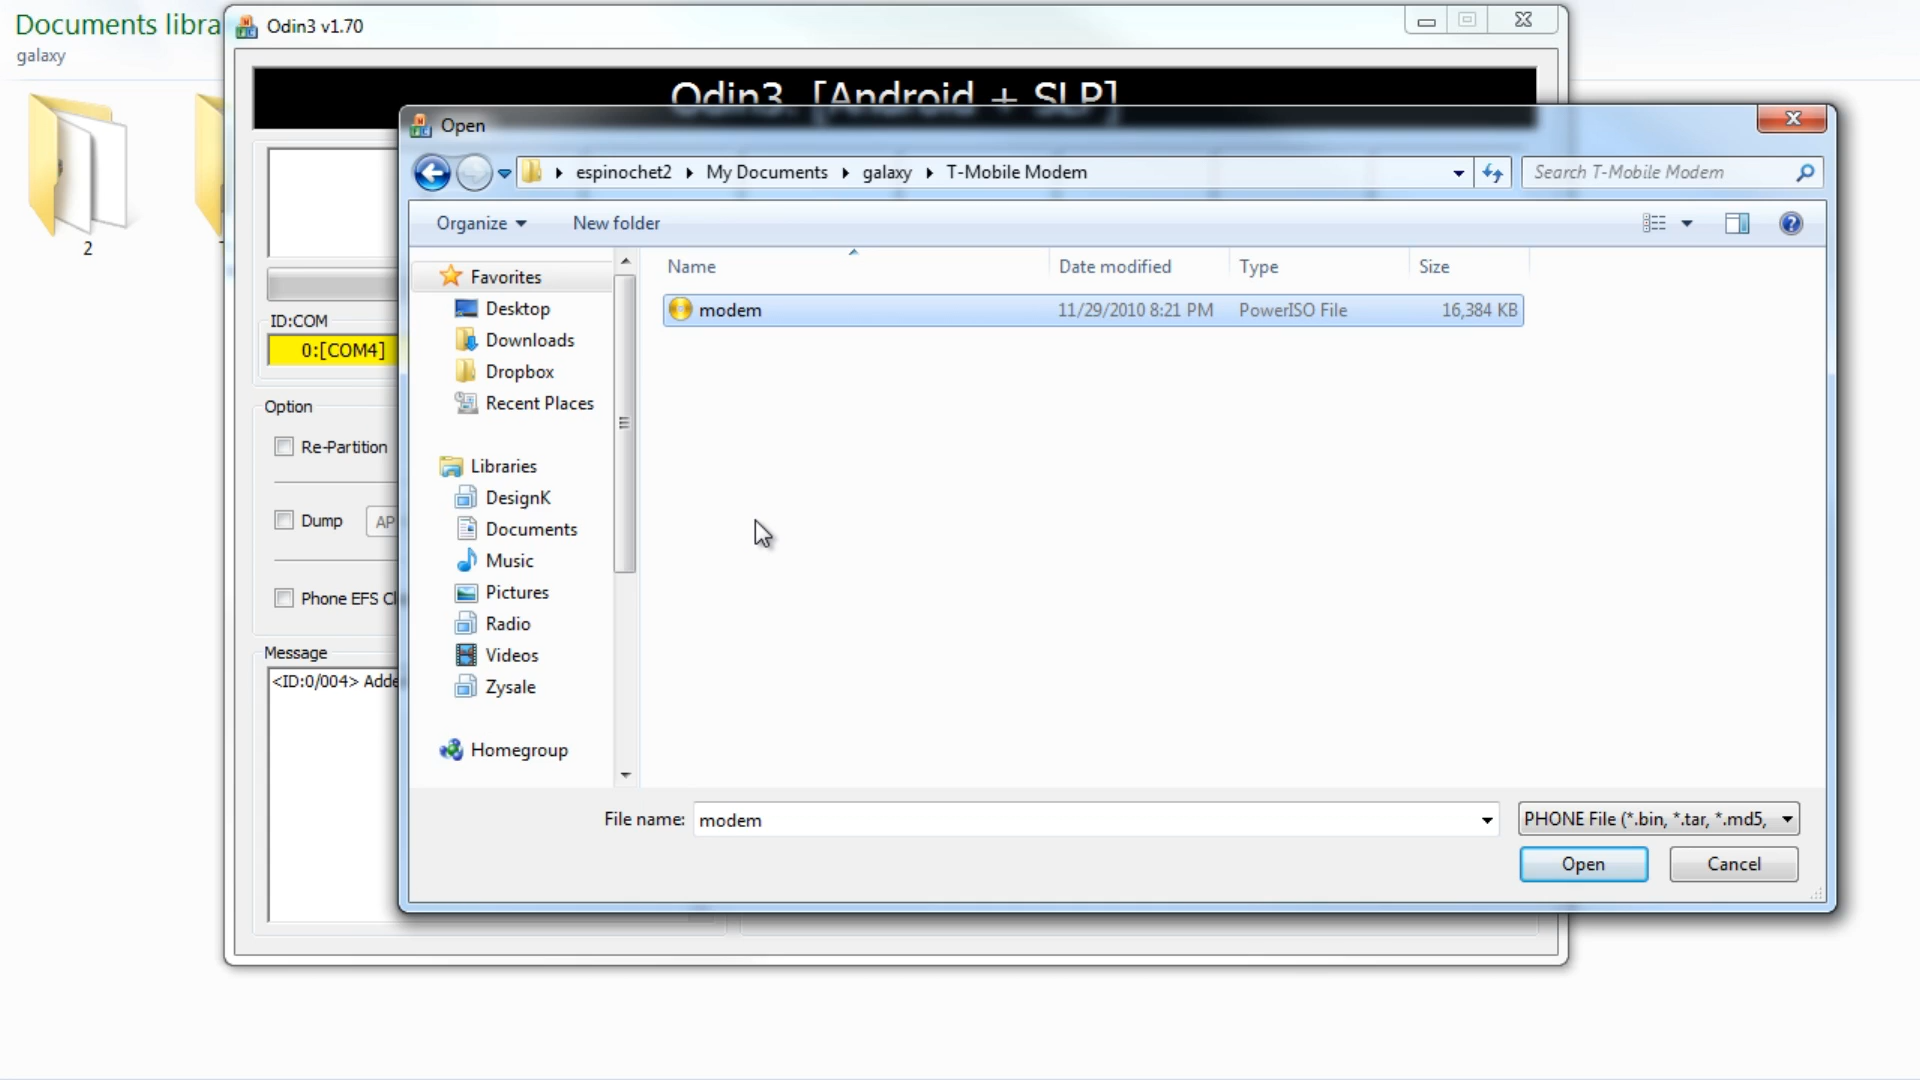 Documents libra
galaxy
2
Odin3 v1.70
Odin3. [Android + SLP]
ID:COM
0:[COM4]
Option
Re-Partition
Dump
AP
Phone EFS Cl
Message
<ID:0/004> Adde
Open
espinochet2 My Documents galaxy T-Mobile Modem
Search T-Mobile Modem
Organize New folder
Name Date modified Type Size
modem 11/29/2010 8:21 PM PowerISO File 16,384 KB
Favorites
Desktop
Downloads
Dropbox
Recent Places
Libraries
DesignK
Documents
Music
Pictures
Radio
Videos
Zysale
Homegroup
File name: modem PHONE File (*.bin, *.tar, *.md5,
Open Cancel